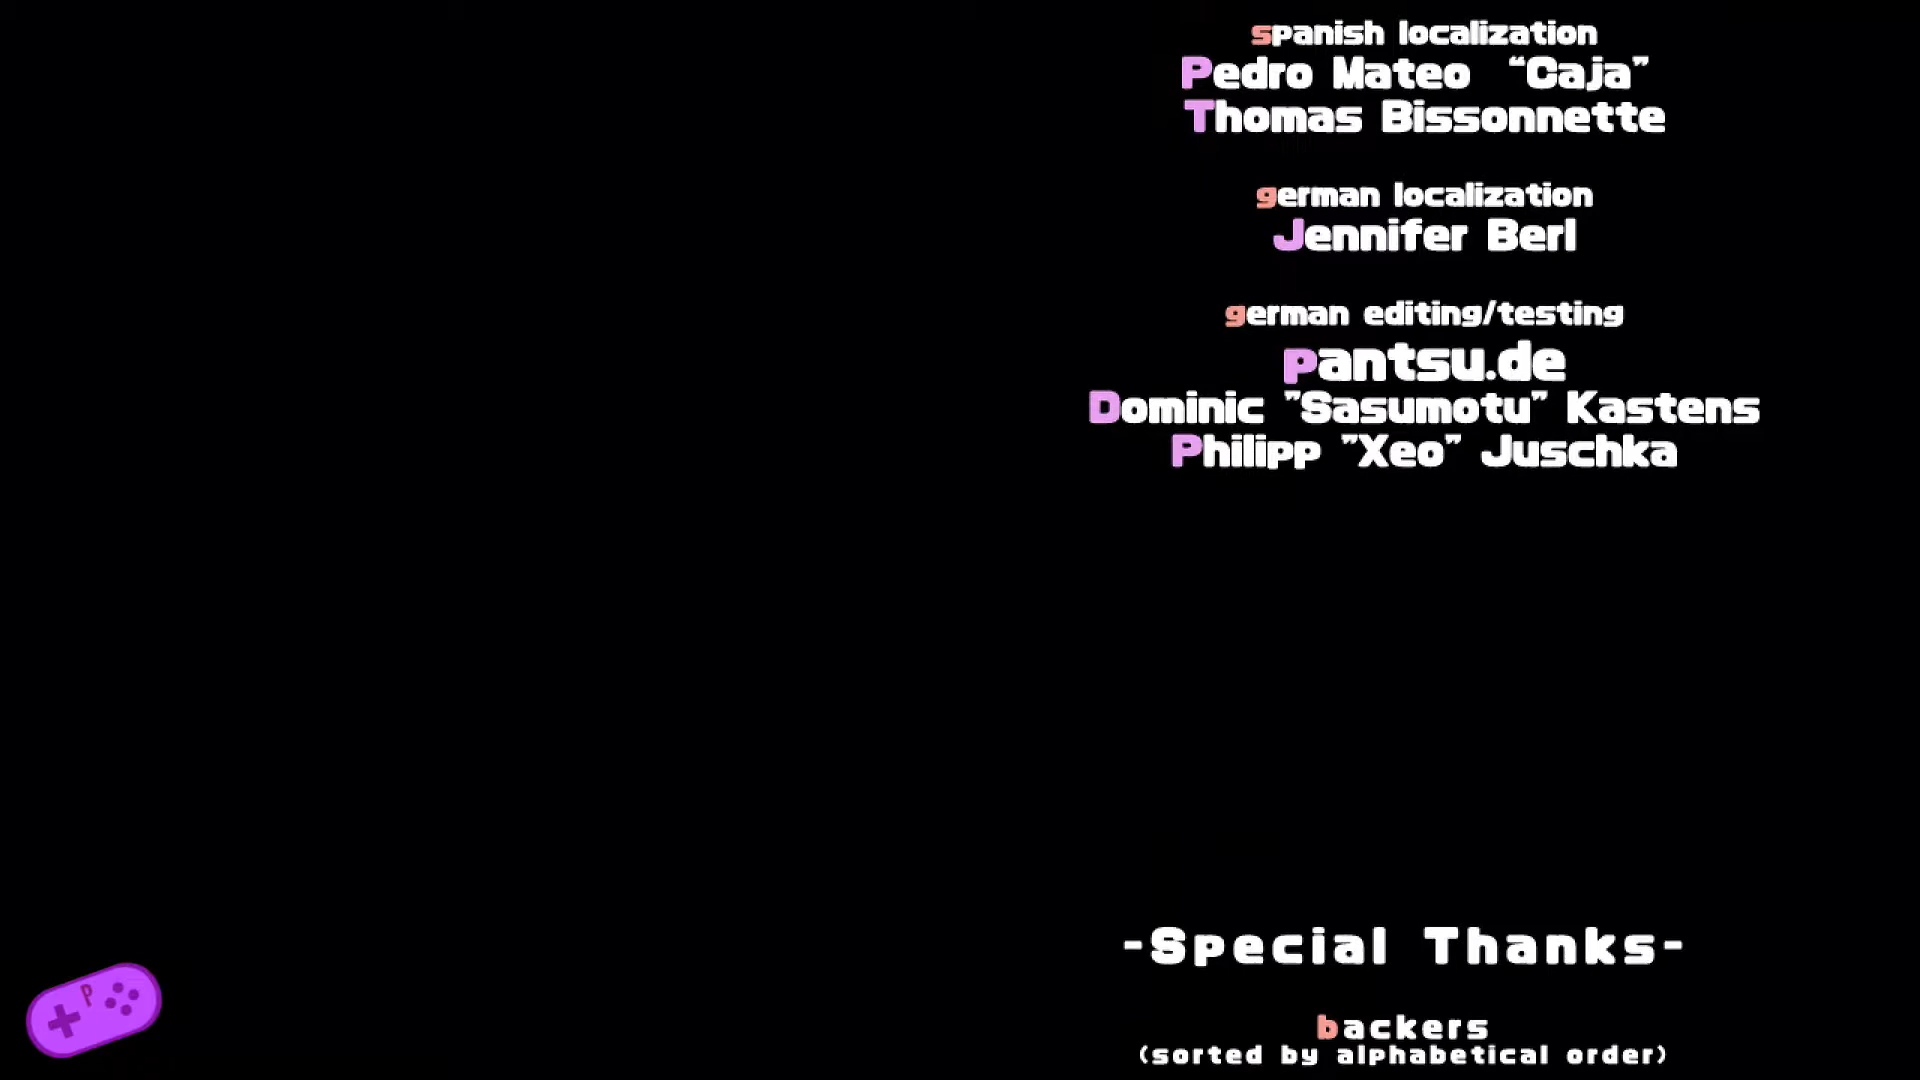 spanish localization
Pedro Mateo “Caja”
Thomas Bissonnette
german localization
Jennifer Berl
german editing/testing
pantsu.de
Dominic "Sasumotu" Kastens
Philipp "Xeo" Juschka
-Special Thanks-
backers
(sorted by alphabetical order)
P